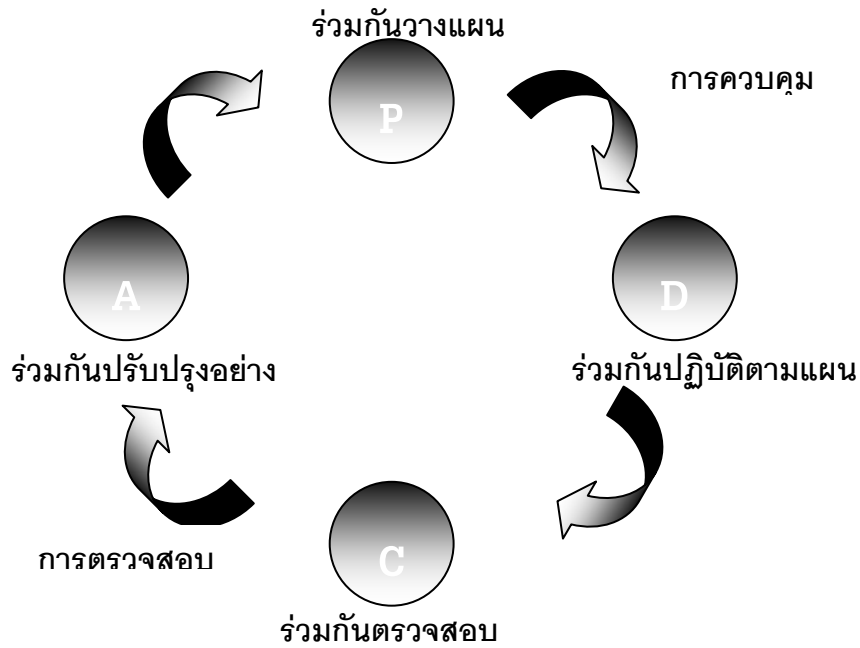 ร่วมกันวางแผน
การควบคุม
P
A
D
ร่วมกันปรับปรุงอย่าง
ร่วมกันปฏิบัติตามแผน
การตรวจสอบ
C
ร่วมกันตรวจสอบ